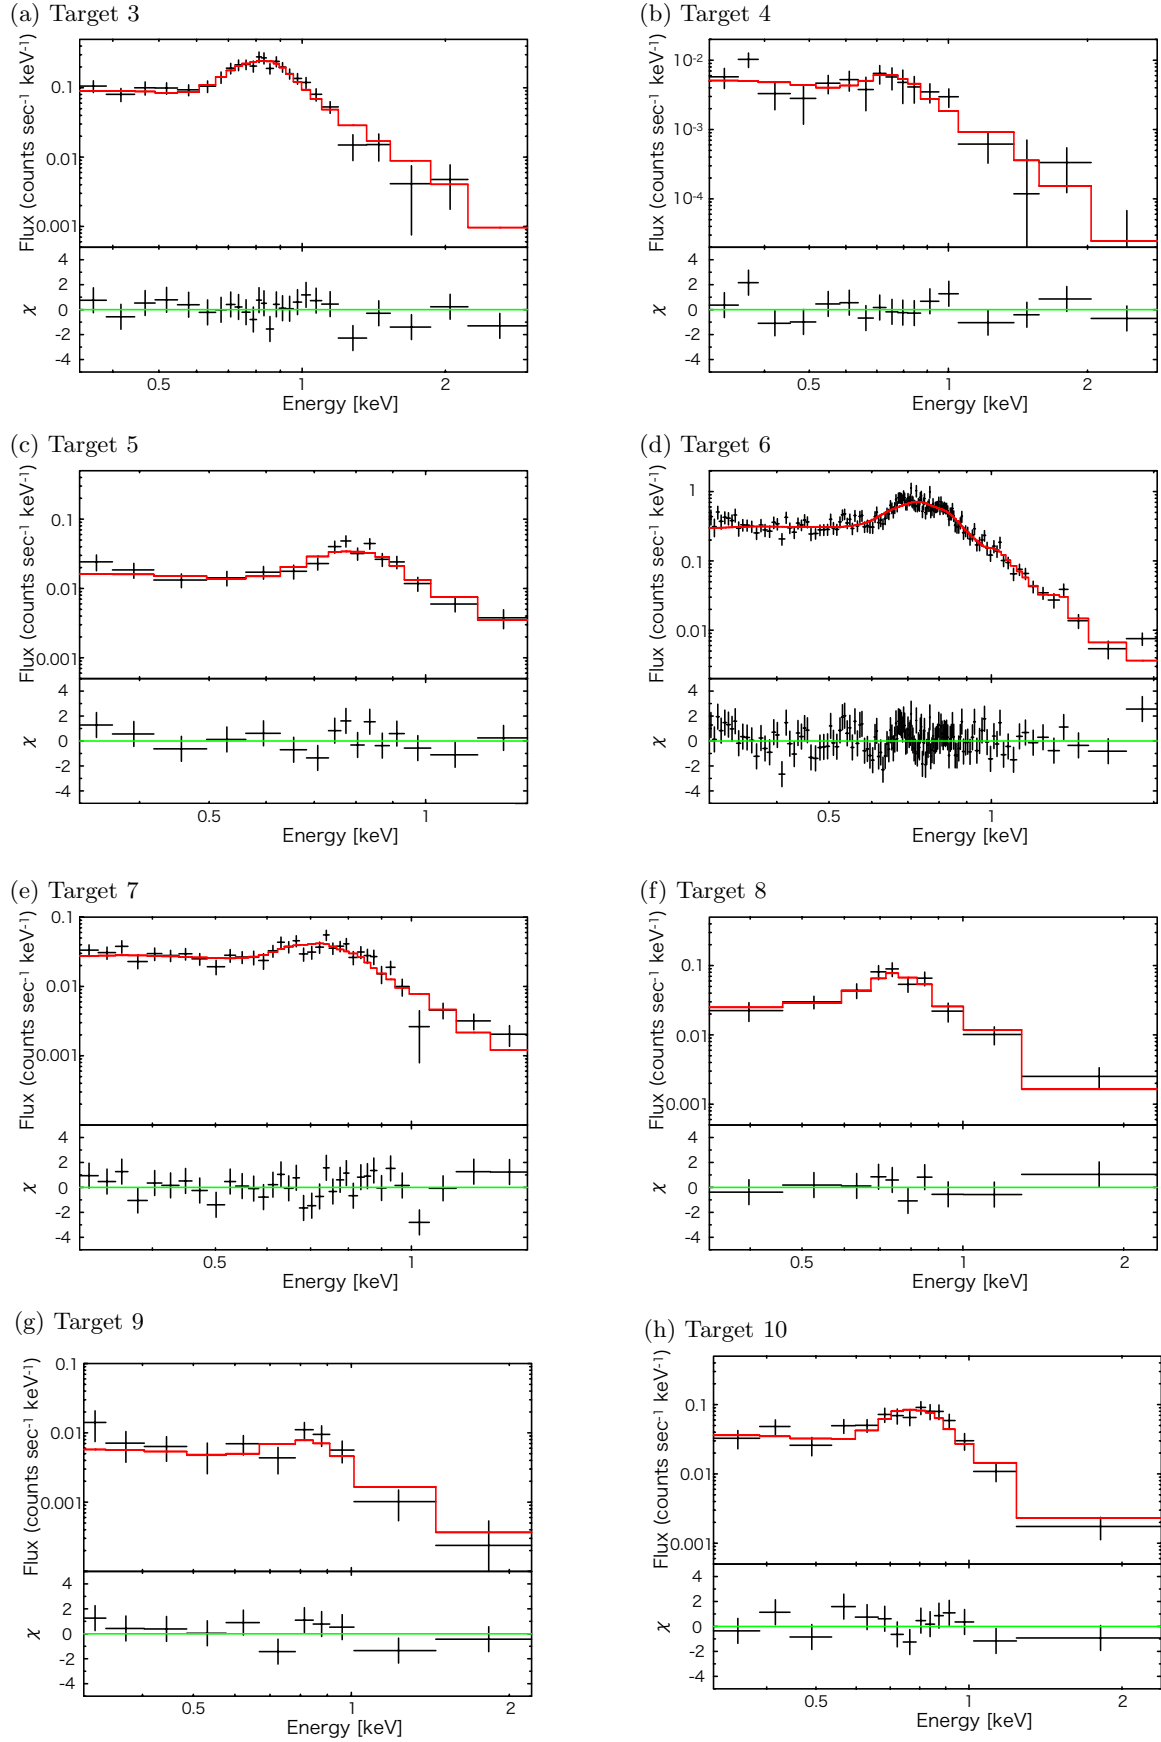 (a) Target 3
Flux (counts sec⁻¹ keV⁻¹)
0.1
0.01
0.001
χ
4
2
0
-2
-4
0.5 1 2
Energy [keV]
(b) Target 4
Flux (counts sec⁻¹ keV⁻¹)
10⁻²
10⁻³
10⁻⁴
χ
4
2
0
-2
-4
0.5 1 2
Energy [keV]
(c) Target 5
Flux (counts sec⁻¹ keV⁻¹)
0.1
0.01
0.001
χ
4
2
0
-2
-4
0.5 1
Energy [keV]
(d) Target 6
Flux (counts sec⁻¹ keV⁻¹)
1
0.1
0.01
χ
4
2
0
-2
-4
0.5 1
Energy [keV]
(e) Target 7
Flux (counts sec⁻¹ keV⁻¹)
0.1
0.01
0.001
χ
4
2
0
-2
-4
0.5 1
Energy [keV]
(f) Target 8
Flux (counts sec⁻¹ keV⁻¹)
0.1
0.01
0.001
χ
4
2
0
-2
-4
0.5 1 2
Energy [keV]
(g) Target 9
Flux (counts sec⁻¹ keV⁻¹)
0.1
0.01
0.001
χ
4
2
0
-2
-4
0.5 1 2
Energy [keV]
(h) Target 10
Flux (counts sec⁻¹ keV⁻¹)
0.1
0.01
0.001
χ
4
2
0
-2
-4
0.5 1 2
Energy [keV]